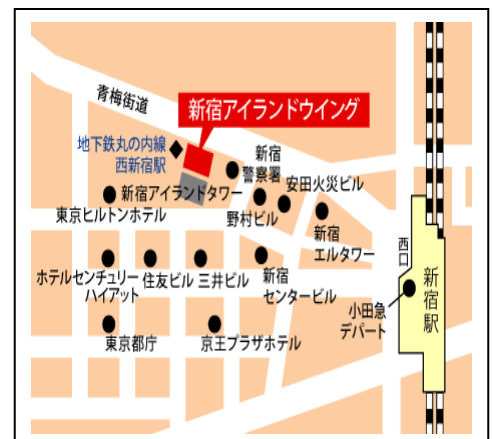 青梅街道
新宿アイランドウイング
地下鉄丸の内線
西新宿駅
新宿
警察署
安田火災ビル
新宿アイランドタワー
東京ヒルトンホテル
野村ビル
新宿
エルタワー
西口
新宿駅
ホテルセンチュリー
ハイアット
住友ビル
三井ビル
新宿
センタービル
小田急
デパート
東京都庁
京王プラザホテル